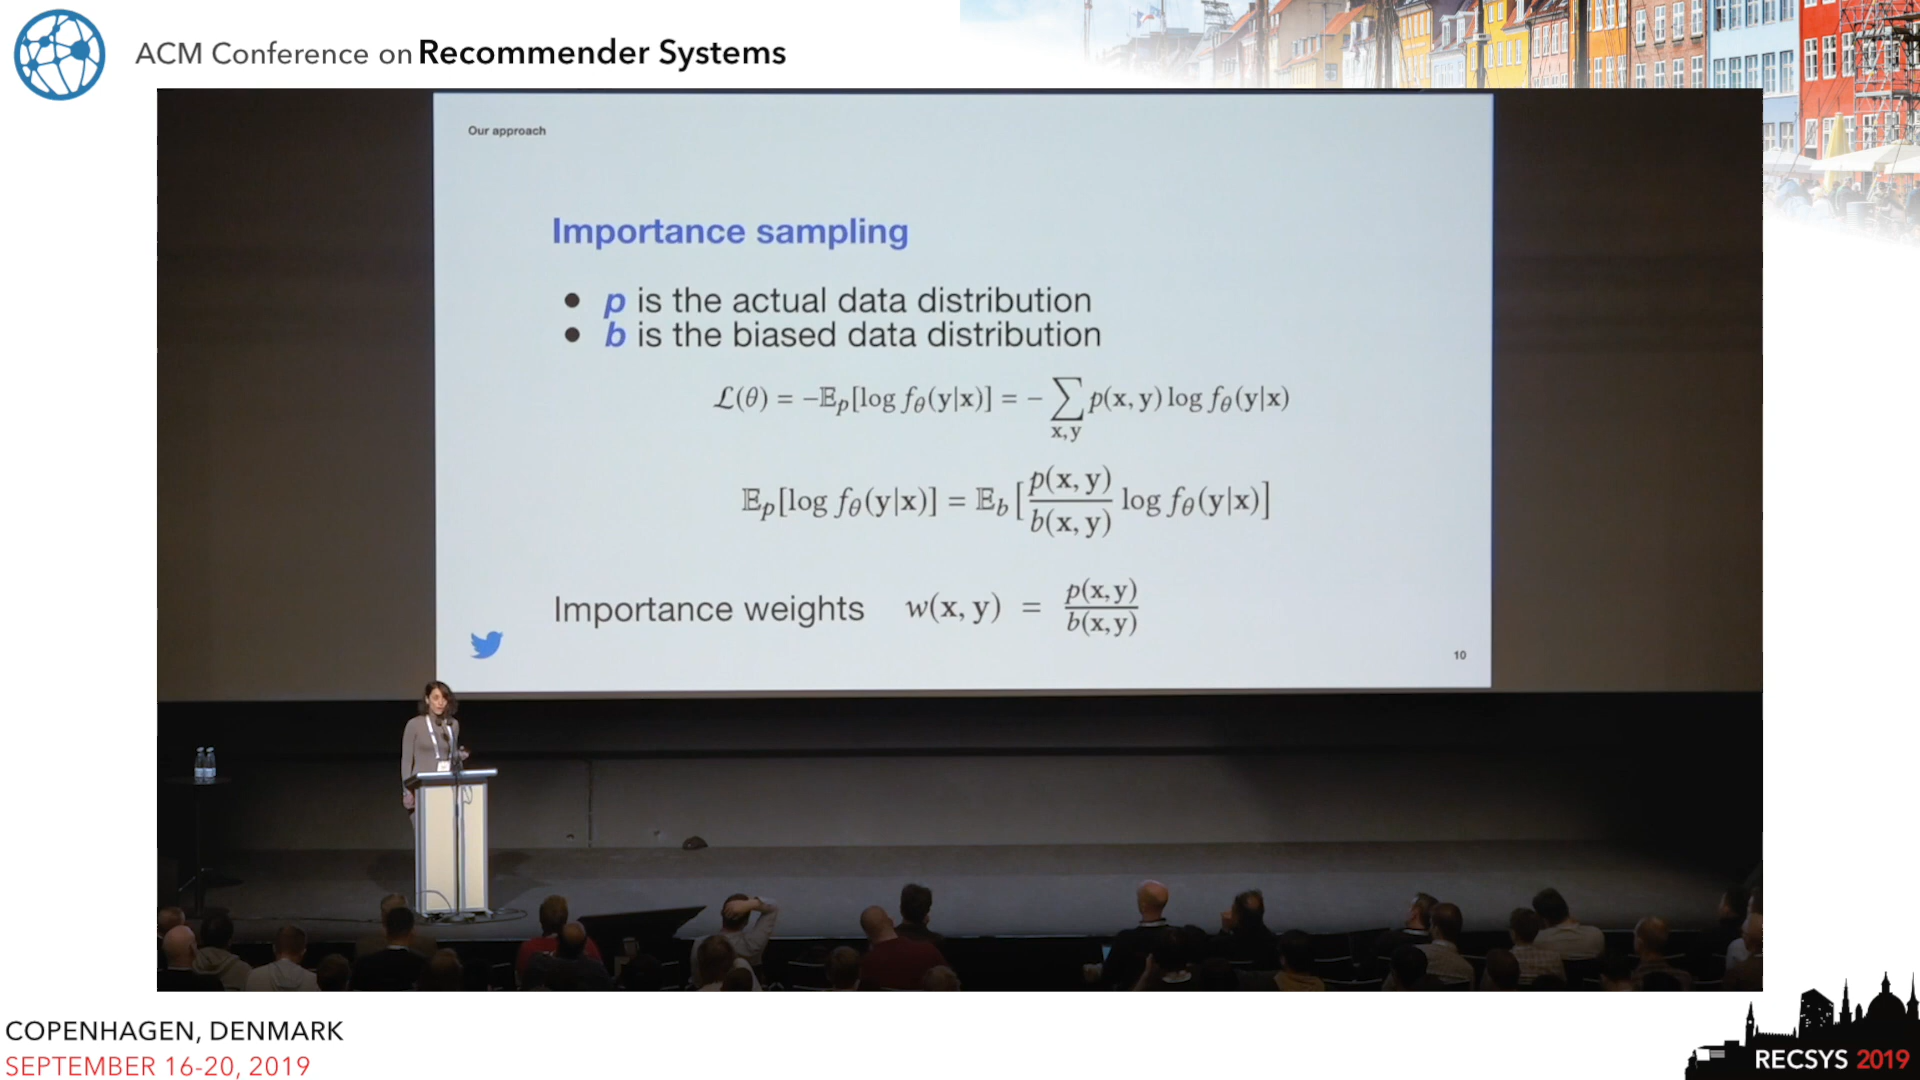 ACM Conference on Recommender Systems
Our approach
Importance sampling
● p is the actual data distribution
● b is the biased data distribution
ℒ(θ) = −𝔼ₚ[log f_θ(y|x)] = − ∑_{x,y} p(x, y) log f_θ(y|x)
𝔼_p[log f_θ(y|x)] = 𝔼_b[p(x, y)/b(x, y) log f_θ(y|x)]
Importance weights w(x, y) = p(x,y)/b(x,y)
10
COPENHAGEN, DENMARK
SEPTEMBER 16-20, 2019
RECSYS 2019